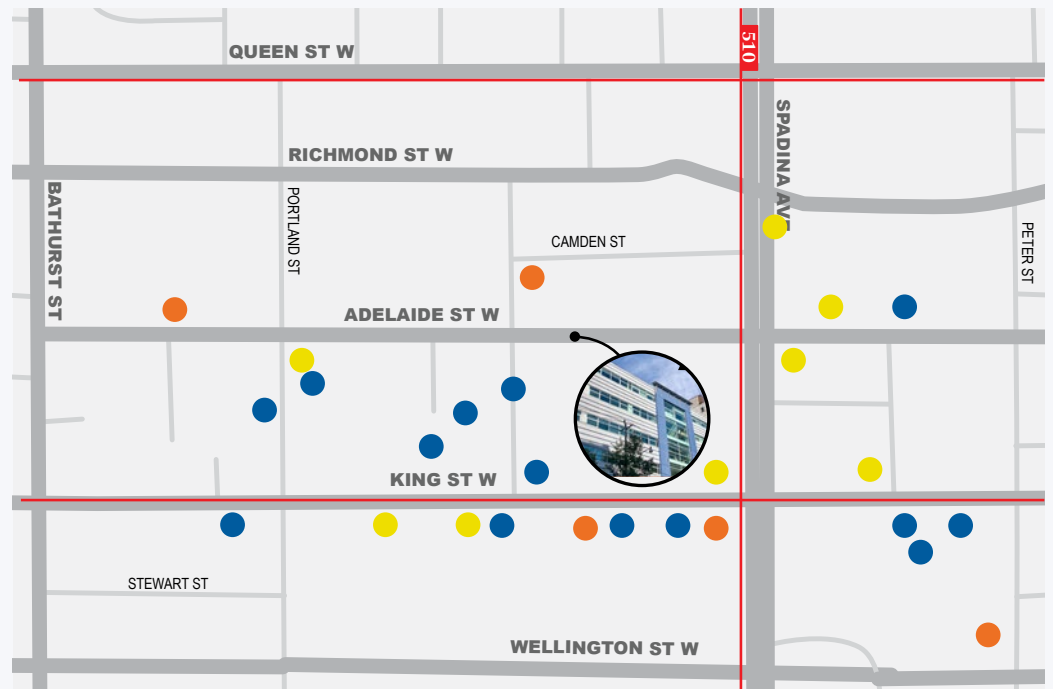 QUEEN ST W
510
SPADINA AVE
RICHMOND ST W
BATHURST ST
PORTLAND ST
CAMDEN ST
PETER ST
ADELAIDE ST W
KING ST W
STEWART ST
WELLINGTON ST W